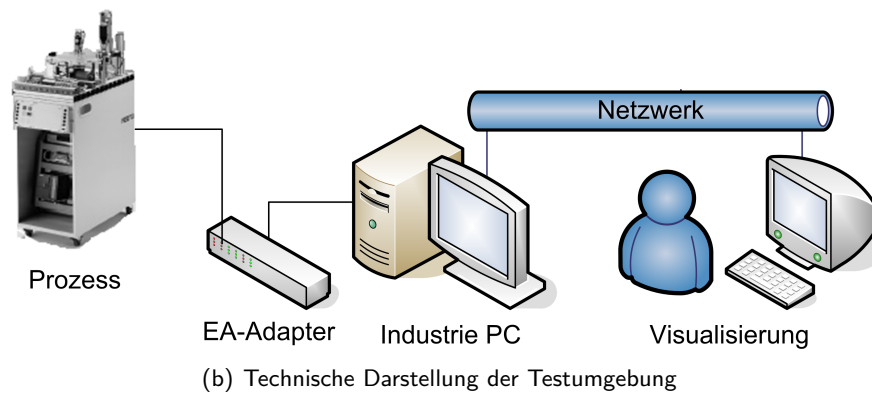 Netzwerk
Prozess
EA-Adapter
Industrie PC
Visualisierung
(b) Technische Darstellung der Testumgebung